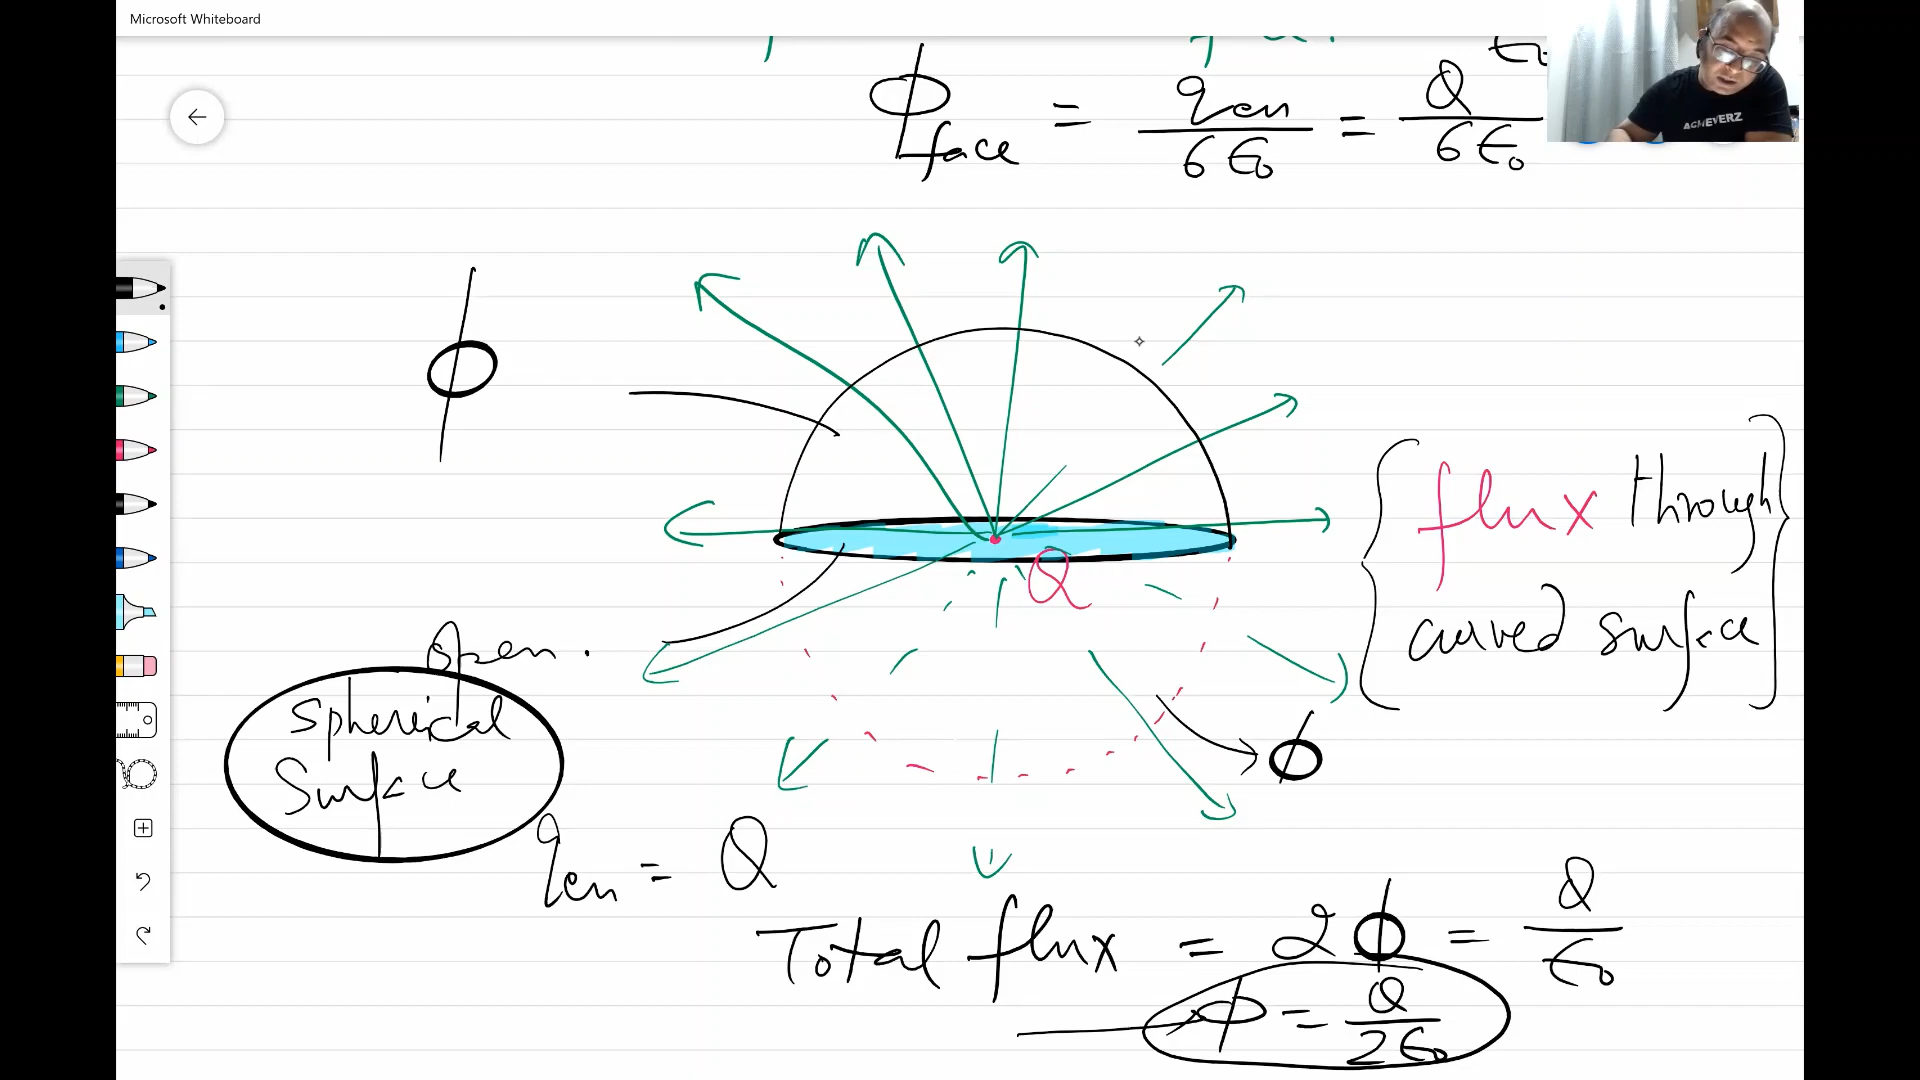 Microsoft Whiteboard
ϕface = qen/6ϵ0 = Q/6ϵ0
ACHIEVERZ
ϕ
flux through
curved surface
Q
open.
Spherical
Surface
ϕ
qen = Q
Total flux = 2ϕ = Q/ϵ0
ϕ = Q/2ϵ0